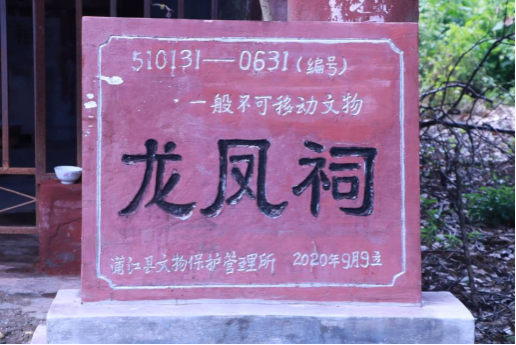 510131—0631(编号)
一般不可移动文物
龙凤祠
蒲江县文物保护管理所 2020年9月9立